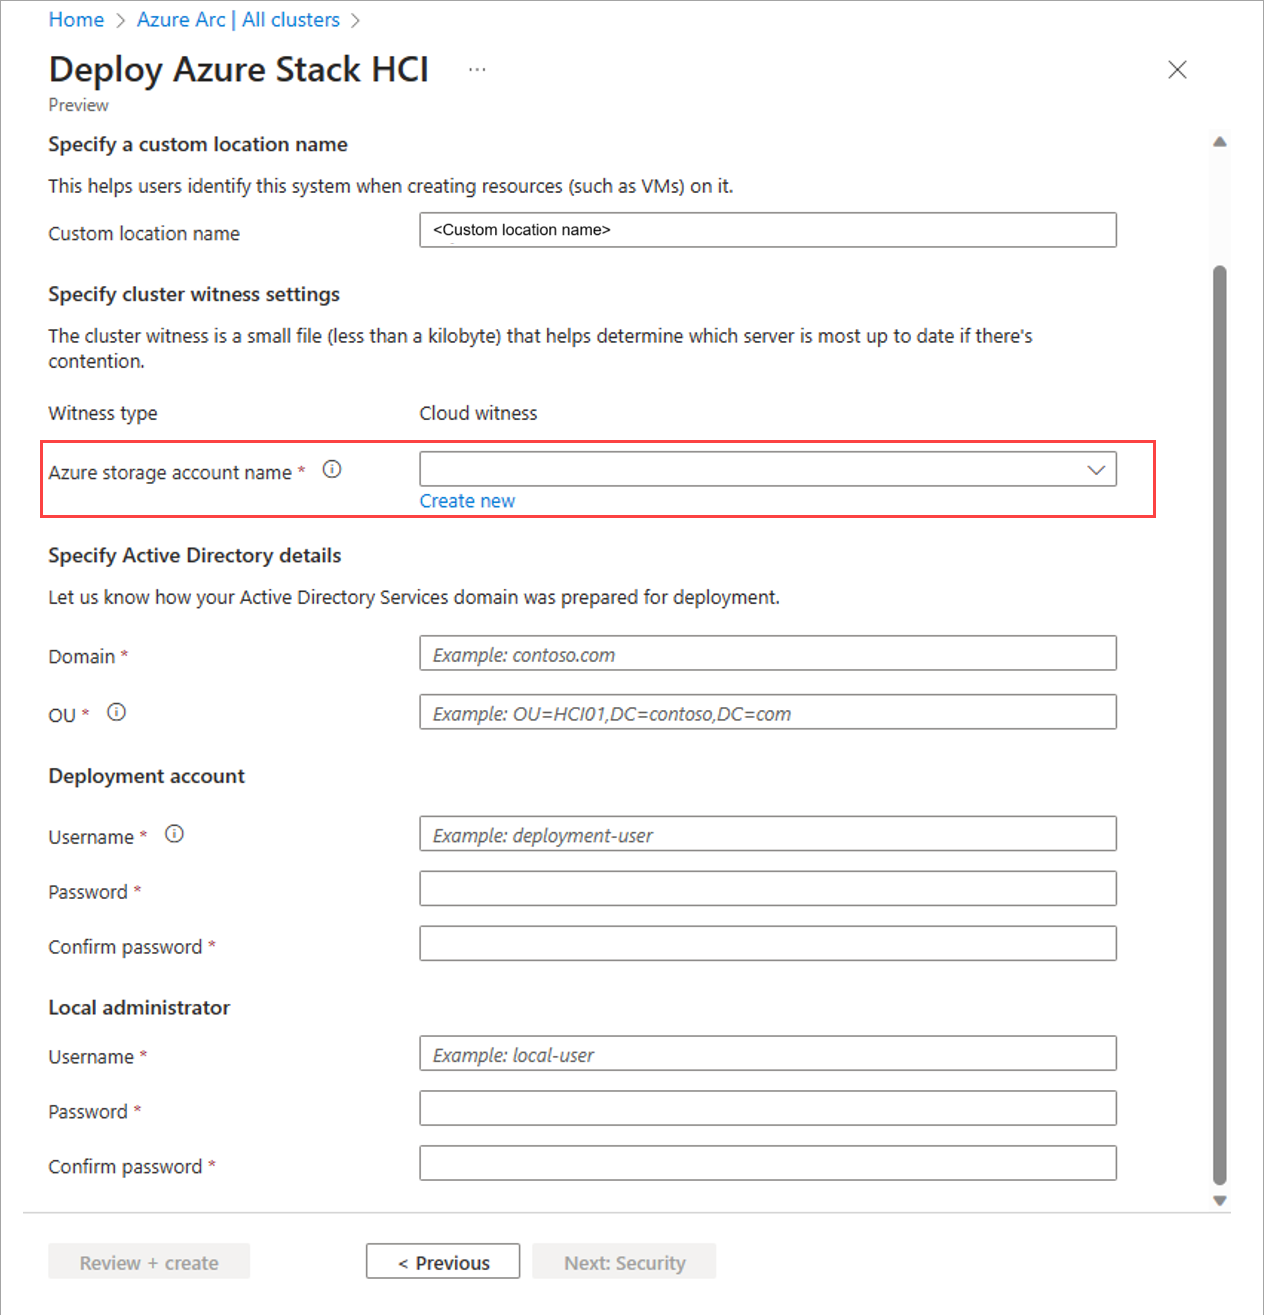 Home > Azure Arc | All clusters >
Deploy Azure Stack HCI ...
Preview
Specify a custom location name
This helps users identify this system when creating resources (such as VMs) on it.
Custom location name <Custom location name>
Specify cluster witness settings
The cluster witness is a small file (less than a kilobyte) that helps determine which server is most up to date if there's
contention.
Witness type Cloud witness
Azure storage account name *
Create new
Specify Active Directory details
Let us know how your Active Directory Services domain was prepared for deployment.
Domain * Example: contoso.com
OU * Example: OU=HCI01,DC=contoso,DC=com
Deployment account
Username * Example: deployment-user
Password *
Confirm password *
Local administrator
Username * Example: local-user
Password *
Confirm password *
Review + create < Previous Next: Security